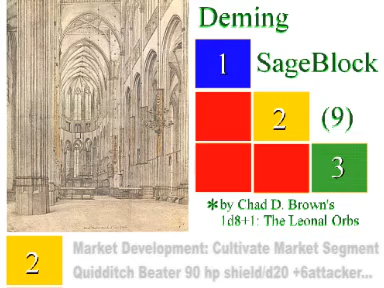 Deming
1 SageBlock
2 (9)
3
*by Chad D. Brown's
1d8+1: The Leonal Orbs
2 Market Development: Cultivate Market Segment
Quidditch Beater 90 hp shield/d20 +6attacker...